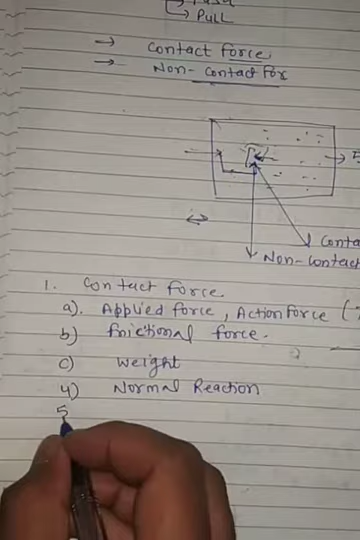 → PULL
→ Contact force
→ Non-contact for
Conta
Non-contact
1. Contact force.
a). Applied force, Action force (
b) frictional force.
c) Weight
4) Normal Reaction
5